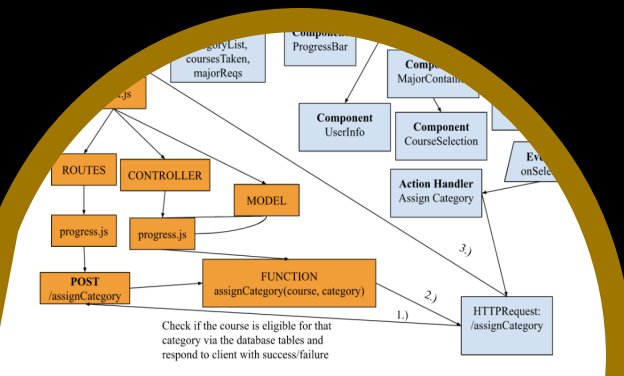 Component
ProgressBar
coursesTaken,
majorReqs
Component
UserInfo
Component
CourseSelection
ROUTES
CONTROLLER
MODEL
Action Handler
Assign Category
progress.js
progress.js
3.)
POST
/assignCategory
FUNCTION
assignCategory(course, category)
2.)
1.)
HTTPRequest:
/assignCategory
Check if the course is eligible for that
category via the database tables and
respond to client with success/failure